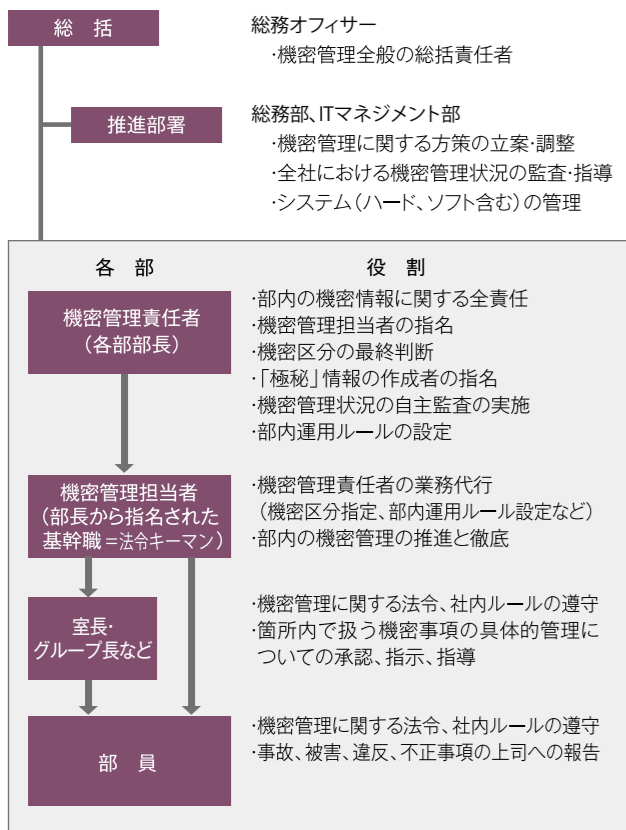 総 括
総務オフィサー
・機密管理全般の総括責任者
推進部署
総務部、ITマネジメント部
・機密管理に関する方策の立案・調整
・全社における機密管理状況の監査・指導
・システム（ハード、ソフト含む）の管理
各 部
役 割
機密管理責任者
（各部部長）
・部内の機密情報に関する全責任
・機密管理担当者の指名
・機密区分の最終判断
・「極秘」情報の作成者の指名
・機密管理状況の自主監査の実施
・部内運用ルールの設定
機密管理担当者
（部長から指名された
基幹職＝法令キーマン）
・機密管理責任者の業務代行
（機密区分指定、部内運用ルール設定など）
・部内の機密管理の推進と徹底
室長・
グループ長など
・機密管理に関する法令、社内ルールの遵守
・箇所内で扱う機密事項の具体的管理に
ついての承認、指示、指導
部 員
・機密管理に関する法令、社内ルールの遵守
・事故、被害、違反、不正事項の上司への報告